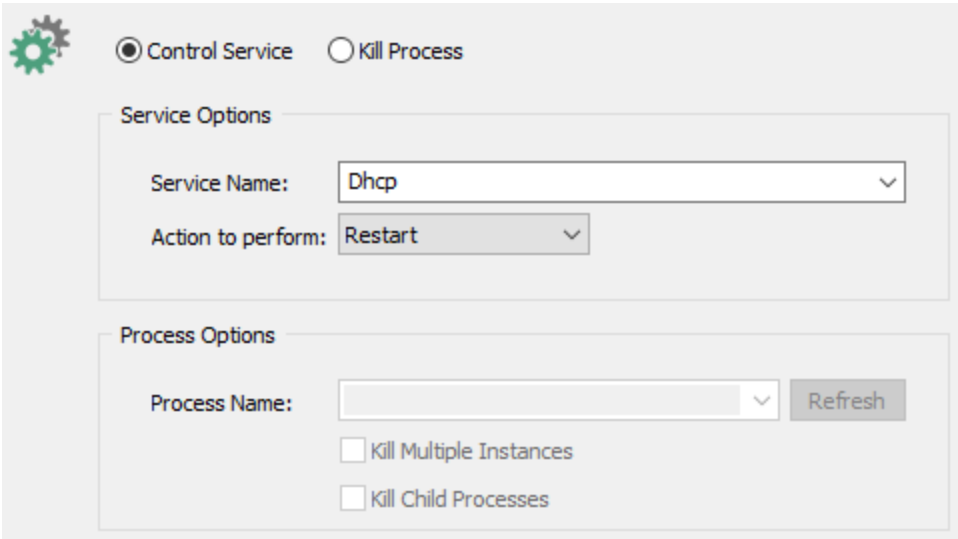 Control Service Kill Process
Service Options
Service Name: Dhcp
Action to perform: Restart
Process Options
Process Name: Refresh
Kill Multiple Instances
Kill Child Processes